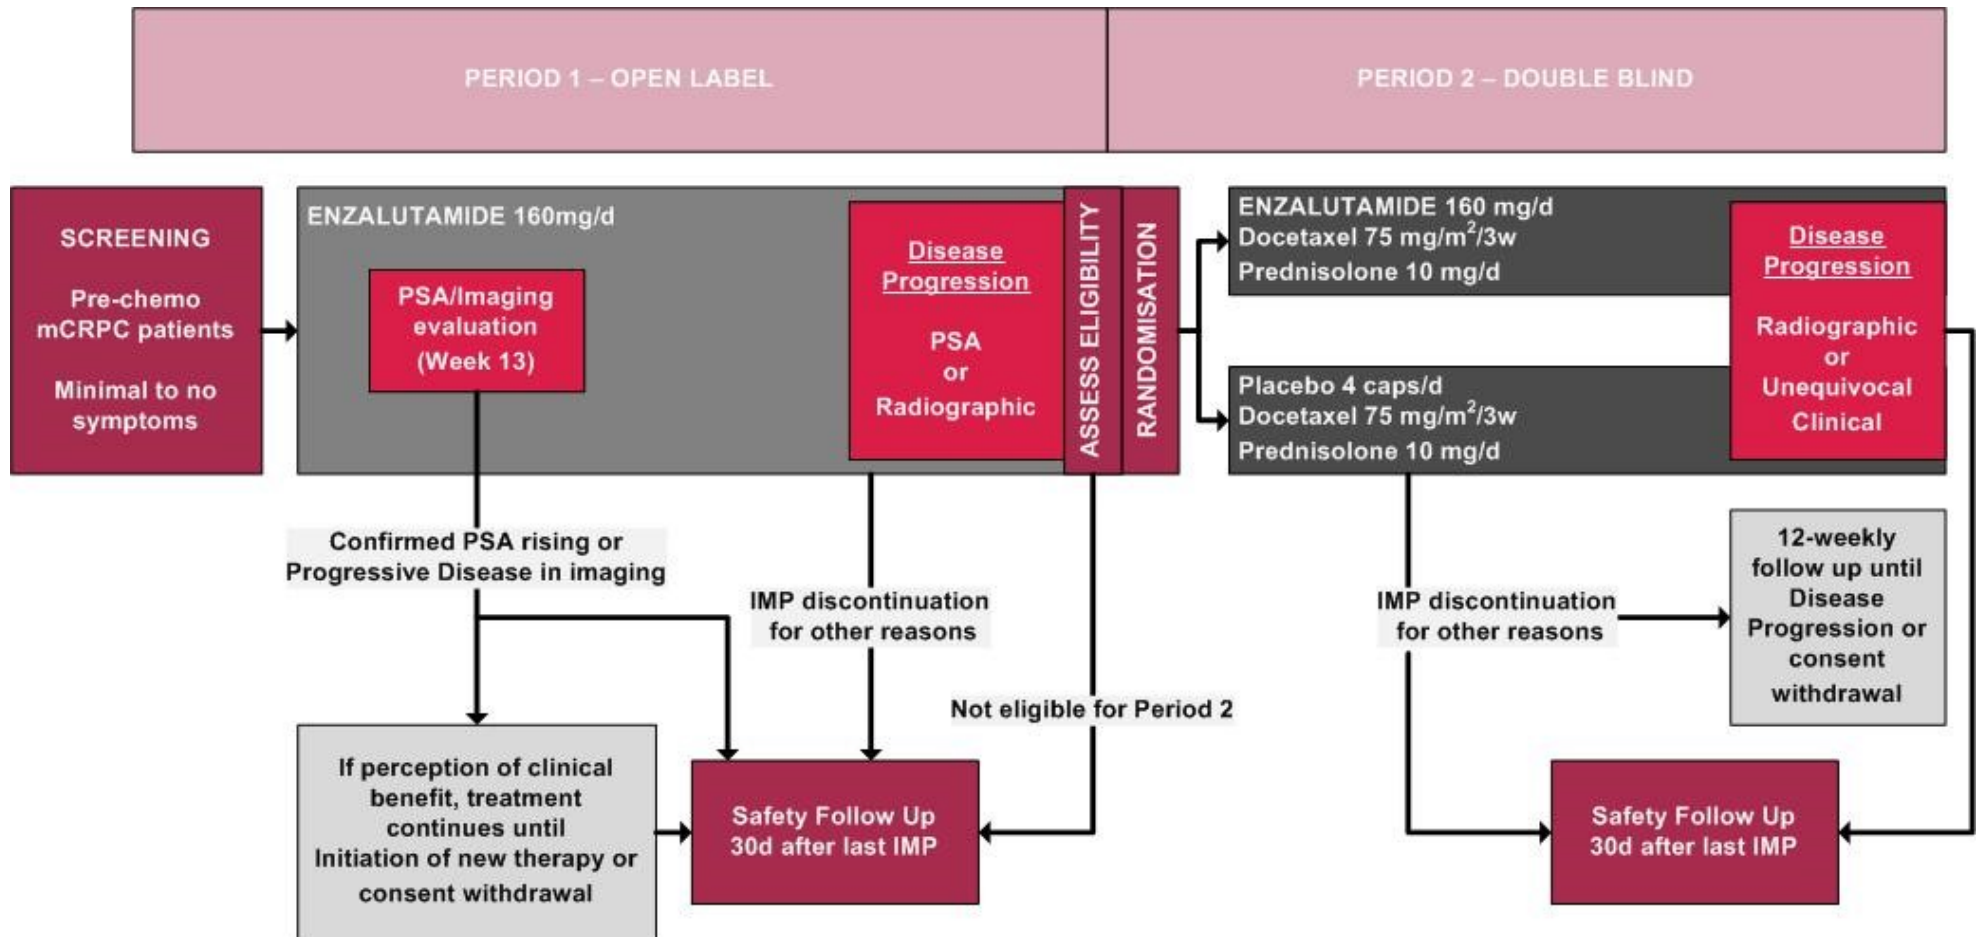 PERIOD 1 – OPEN LABEL
PERIOD 2 – DOUBLE BLIND
SCREENING
Pre-chemo
mCRPC patients
Minimal to no
symptoms
ENZALUTAMIDE 160mg/d
PSA/Imaging
evaluation
(Week 13)
Disease
Progression
PSA
or
Radiographic
ASSESS ELIGIBILITY
RANDOMISATION
ENZALUTAMIDE 160 mg/d
Docetaxel 75 mg/m²/3w
Prednisolone 10 mg/d
Placebo 4 caps/d
Docetaxel 75 mg/m²/3w
Prednisolone 10 mg/d
Disease
Progression
Radiographic
or
Unequivocal
Clinical
Confirmed PSA rising or
Progressive Disease in imaging
IMP discontinuation
for other reasons
Not eligible for Period 2
IMP discontinuation
for other reasons
12-weekly
follow up until
Disease
Progression or
consent
withdrawal
If perception of clinical
benefit, treatment
continues until
Initiation of new therapy or
consent withdrawal
Safety Follow Up
30d after last IMP
Safety Follow Up
30d after last IMP